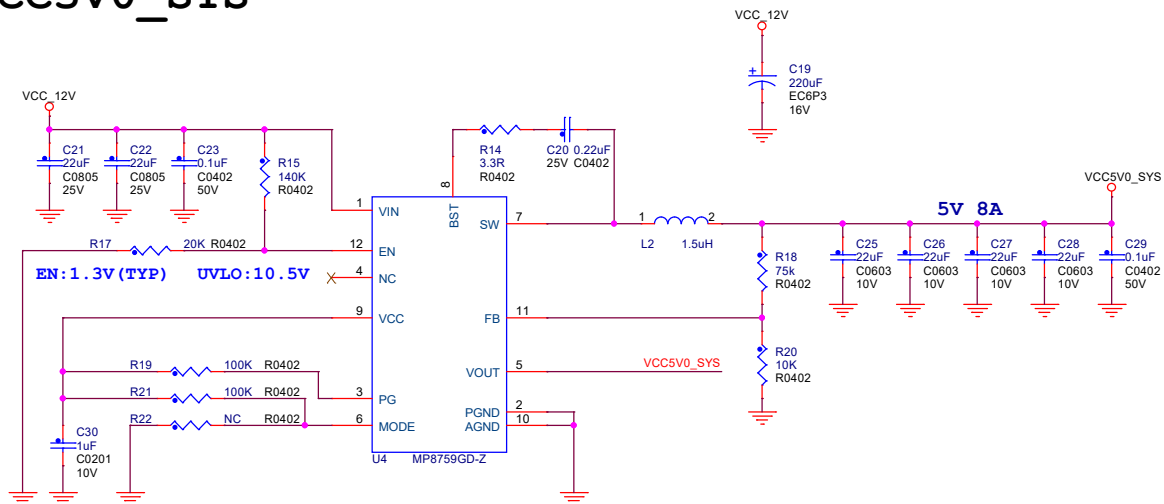 VCC5V0_SYS
VCC_12V
C19
220uF
EC6P3
16V
VCC_12V
C21
22uF
C0805
25V
C22
22uF
C0805
25V
C23
0.1uF
C0402
50V
R15
140K
R0402
R14
3.3R
R0402
C20 0.22uF
25V C0402
VCC5V0_SYS
5V 8A
8
BST
1 VIN
SW 7
1 2
L2 1.5uH
R17 20K R0402
12 EN
EN:1.3V(TYP) UVLO:10.5V
4 NC
R18
75k
R0402
C25
22uF
C0603
10V
C26
22uF
C0603
10V
C27
22uF
C0603
10V
C28
22uF
C0603
10V
C29
0.1uF
C0402
50V
9 VCC
FB 11
R20
10K
R0402
VOUT 5
VCC5V0_SYS
R19 100K R0402
R21 100K R0402
3 PG
PGND 2
R22 NC R0402
6 MODE
AGND 10
C30
1uF
C0201
10V
U4 MP8759GD-Z